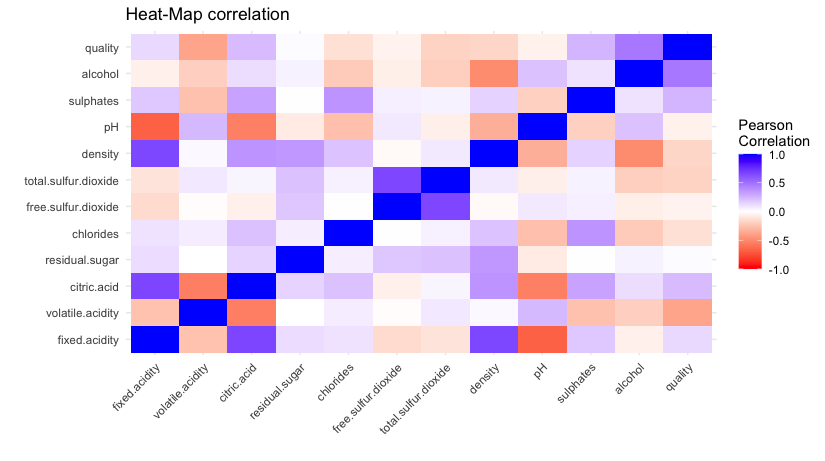 Heat-Map correlation
quality
alcohol
sulphates
pH
density
total.sulfur.dioxide
free.sulfur.dioxide
chlorides
residual.sugar
citric.acid
volatile.acidity
fixed.acidity
fixed.acidity
volatile.acidity
citric.acid
residual.sugar
chlorides
free.sulfur.dioxide
total.sulfur.dioxide
density
pH
sulphates
alcohol
quality
Pearson
Correlation
1.0
0.5
0.0
-0.5
-1.0